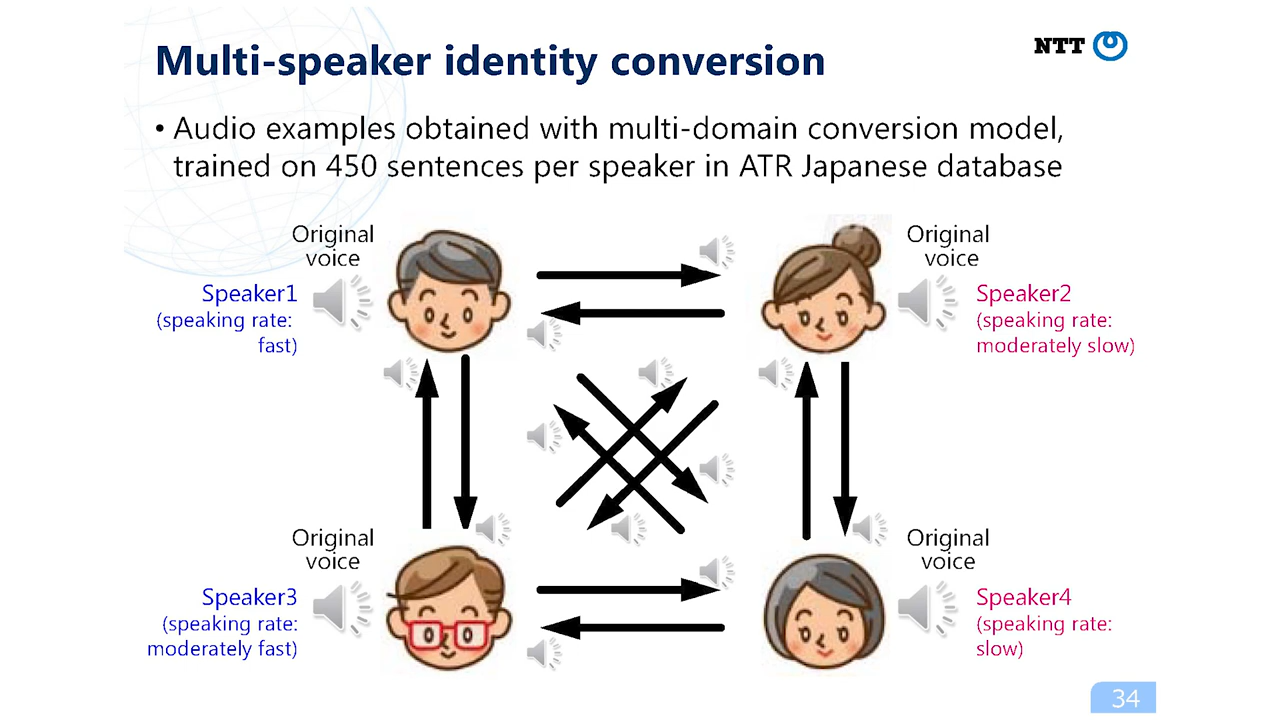 Multi-speaker identity conversion
NTT
• Audio examples obtained with multi-domain conversion model,
trained on 450 sentences per speaker in ATR Japanese database
Original
voice
Speaker1
(speaking rate:
fast)
Original
voice
Speaker2
(speaking rate:
moderately slow)
Original
voice
Speaker3
(speaking rate:
moderately fast)
Original
voice
Speaker4
(speaking rate:
slow)
34